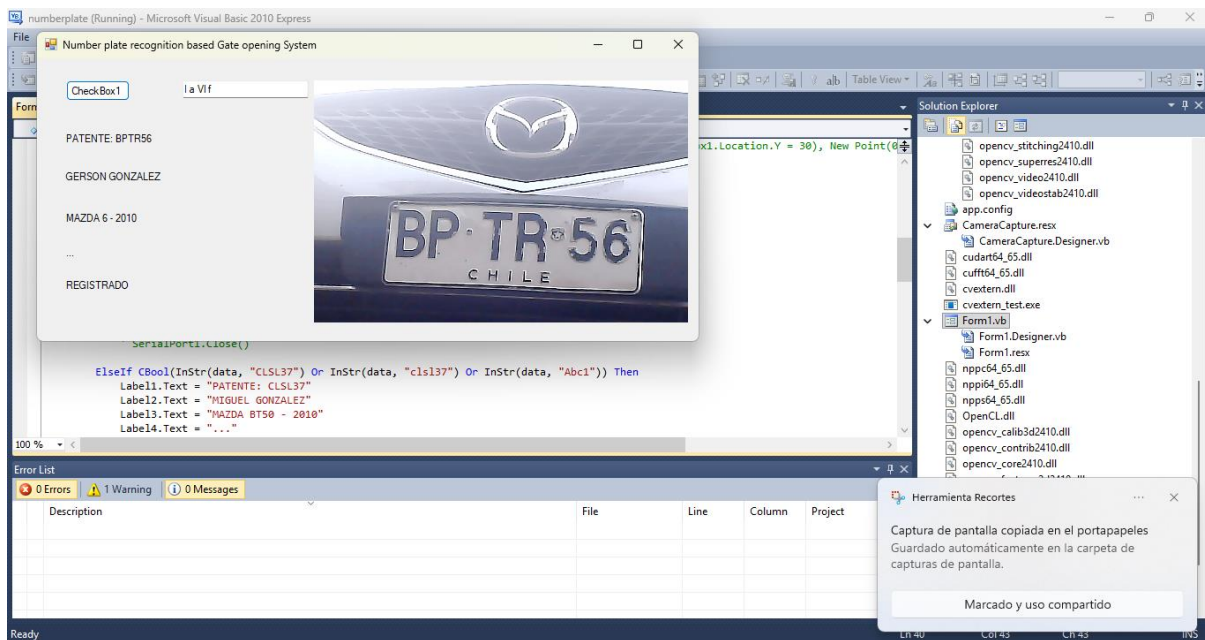 numberplate (Running) - Microsoft Visual Basic 2010 Express
File
Number plate recognition based Gate opening System
CheckBox1
l a Vl f
PATENTE: BPTR56
GERSON GONZALEZ
MAZDA 6 - 2010
...
REGISTRADO
BP TR 56
CHILE
Table View
Form
x1.Location.Y = 30), New Point(0
SerialPort1.Close()
ElseIf CBool(InStr(data, "CLSL37") Or InStr(data, "clsl37") Or InStr(data, "Abc1")) Then
Label1.Text = "PATENTE: CLSL37"
Label2.Text = "MIGUEL GONZALEZ"
Label3.Text = "MAZDA BT50 - 2010"
Label4.Text = "..."
100 %
Solution Explorer
opencv_stitching2410.dll
opencv_superres2410.dll
opencv_video2410.dll
opencv_videostab2410.dll
app.config
CameraCapture.resx
CameraCapture.Designer.vb
cudart64_65.dll
cufft64_65.dll
cvextern.dll
cvextern_test.exe
Form1.vb
Form1.Designer.vb
Form1.resx
nppc64_65.dll
nppi64_65.dll
npps64_65.dll
OpenCL.dll
opencv_calib3d2410.dll
opencv_contrib2410.dll
opencv_core2410.dll
Error List
0 Errors
1 Warning
0 Messages
Description File Line Column Project
Herramienta Recortes
Captura de pantalla copiada en el portapapeles
Guardado automáticamente en la carpeta de
capturas de pantalla.
Marcado y uso compartido
Ready Ln 40 Col 43 Ch 43 INS